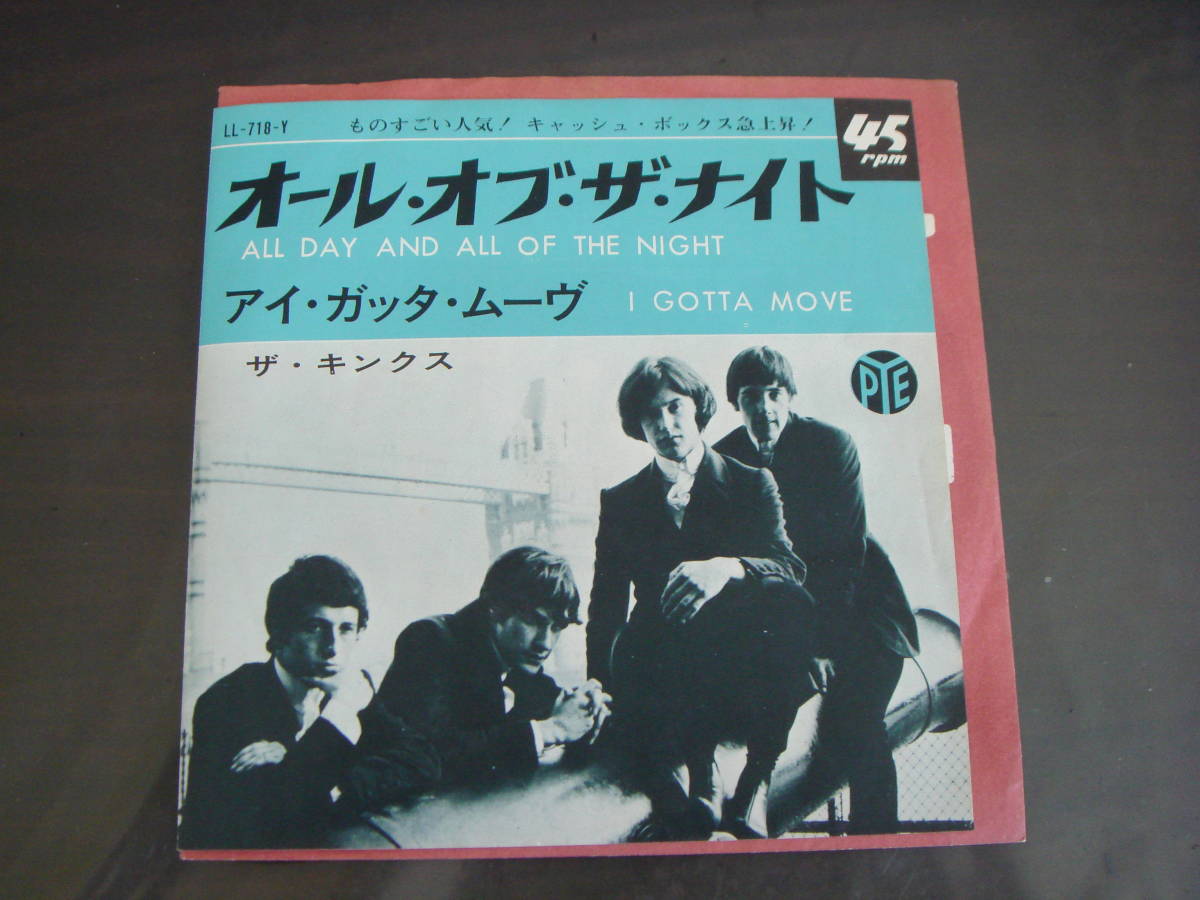 LL-718-Y
ものすごい人気! キャッシュ・ボックス急上昇!
45
rpm
オール・オブ・ザ・ナイト
ALL DAY AND ALL OF THE NIGHT
アイ・ガッタ・ムーヴ I GOTTA MOVE
ザ・キンクス
PYE